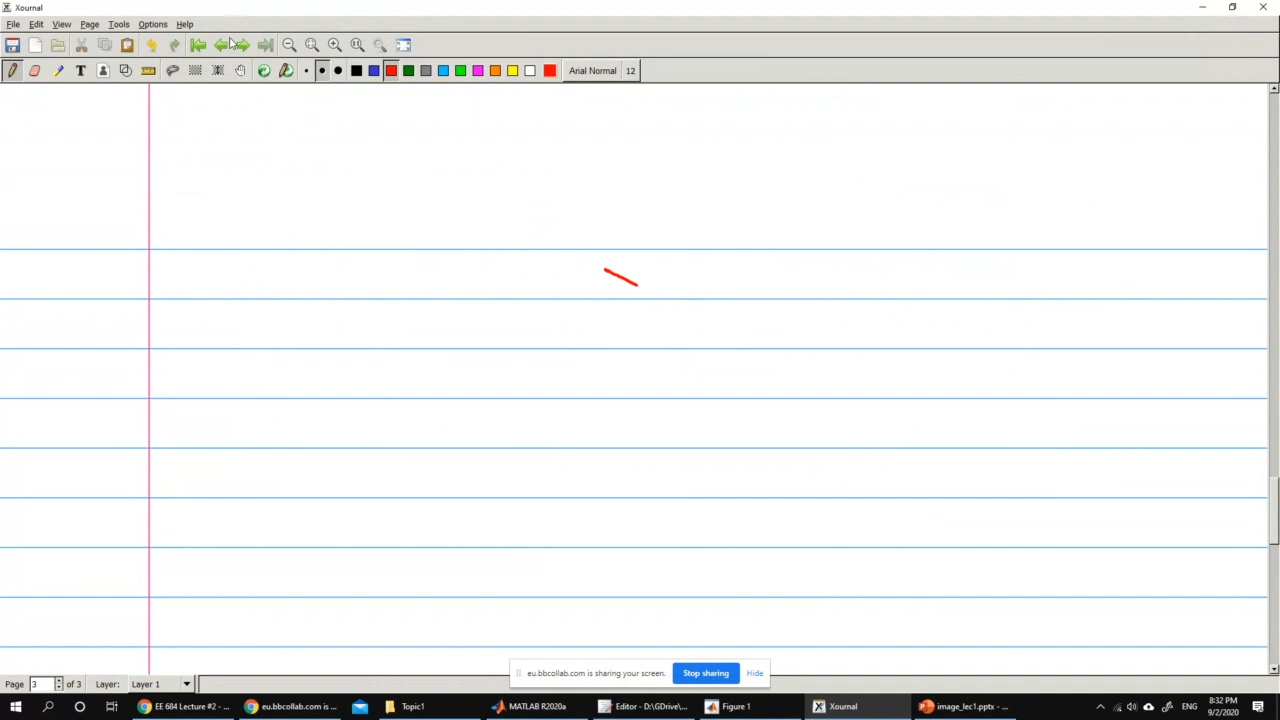 Xournal
File Edit View Page Tools Options Help
T Arial Normal 12
eu.bbcollab.com is sharing your screen. Stop sharing Hide
Page 3 of 3 Layer: Layer 1
EE 684 Lecture #2 - ... eu.bbcollab.com is ... Topic1 MATLAB R2020a Editor - D:\GDrive\... Figure 1 Xournal image_lec1.pptx - ... ENG 8:32 PM
9/2/2020